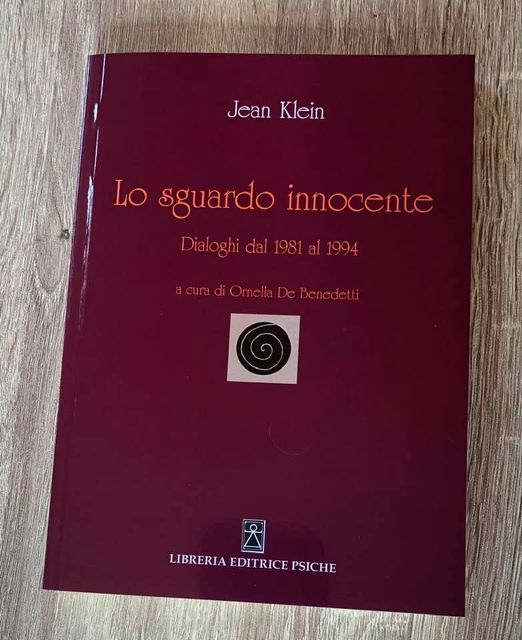 Jean Klein
Lo sguardo innocente
Dialoghi dal 1981 al 1994
a cura di Ornella De Benedetti
LIBRERIA EDITRICE PSICHE